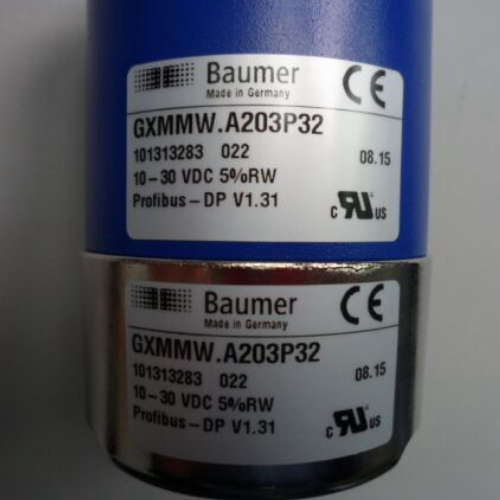 Baumer CE
Made in Germany
GXMMW.A203P32
101313283 022 08.15
10-30 VDC 5%RW
Profibus-DP V1.31 c RU US
Baumer CE
Made in Germany
GXMMW.A203P32
101313283 022 08.15
10-30 VDC 5%RW
Profibus-DP V1.31 c RU US